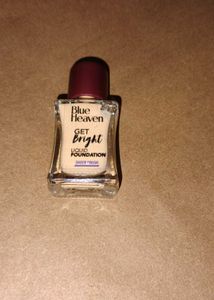 Blue
Heaven
GET
Bright
LIQUID
FOUNDATION